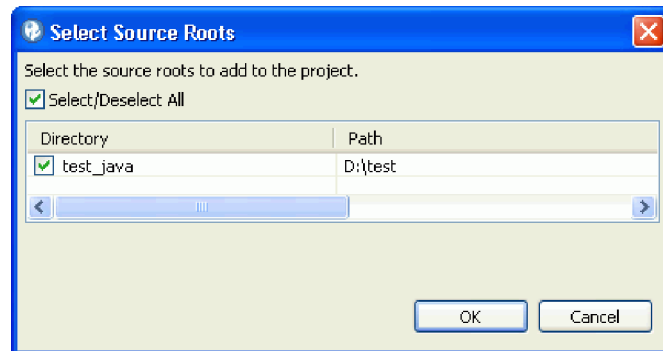 Select Source Roots
Select the source roots to add to the project.
Select/Deselect All
Directory Path
test_java D:\test
OK Cancel